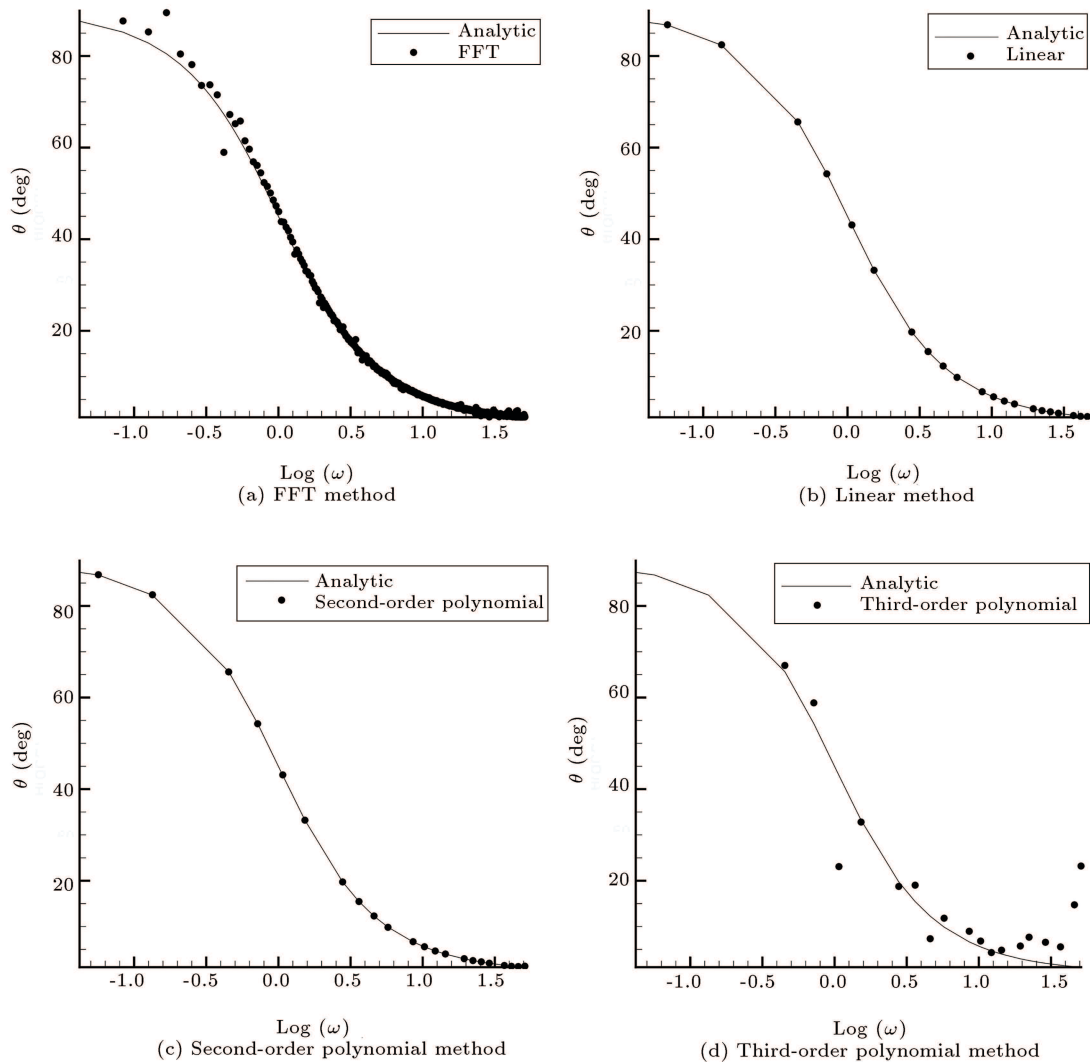 Analytic
FFT
80
60
40
20
θ (deg)
-1.0 -0.5 0.0 0.5 1.0 1.5
Log (ω)
(a) FFT method
Analytic
Linear
80
60
40
20
θ (deg)
-1.0 -0.5 0.0 0.5 1.0 1.5
Log (ω)
(b) Linear method
Analytic
Second-order polynomial
80
60
40
20
θ (deg)
-1.0 -0.5 0.0 0.5 1.0 1.5
Log (ω)
(c) Second-order polynomial method
Analytic
Third-order polynomial
80
60
40
20
θ (deg)
-1.0 -0.5 0.0 0.5 1.0 1.5
Log (ω)
(d) Third-order polynomial method